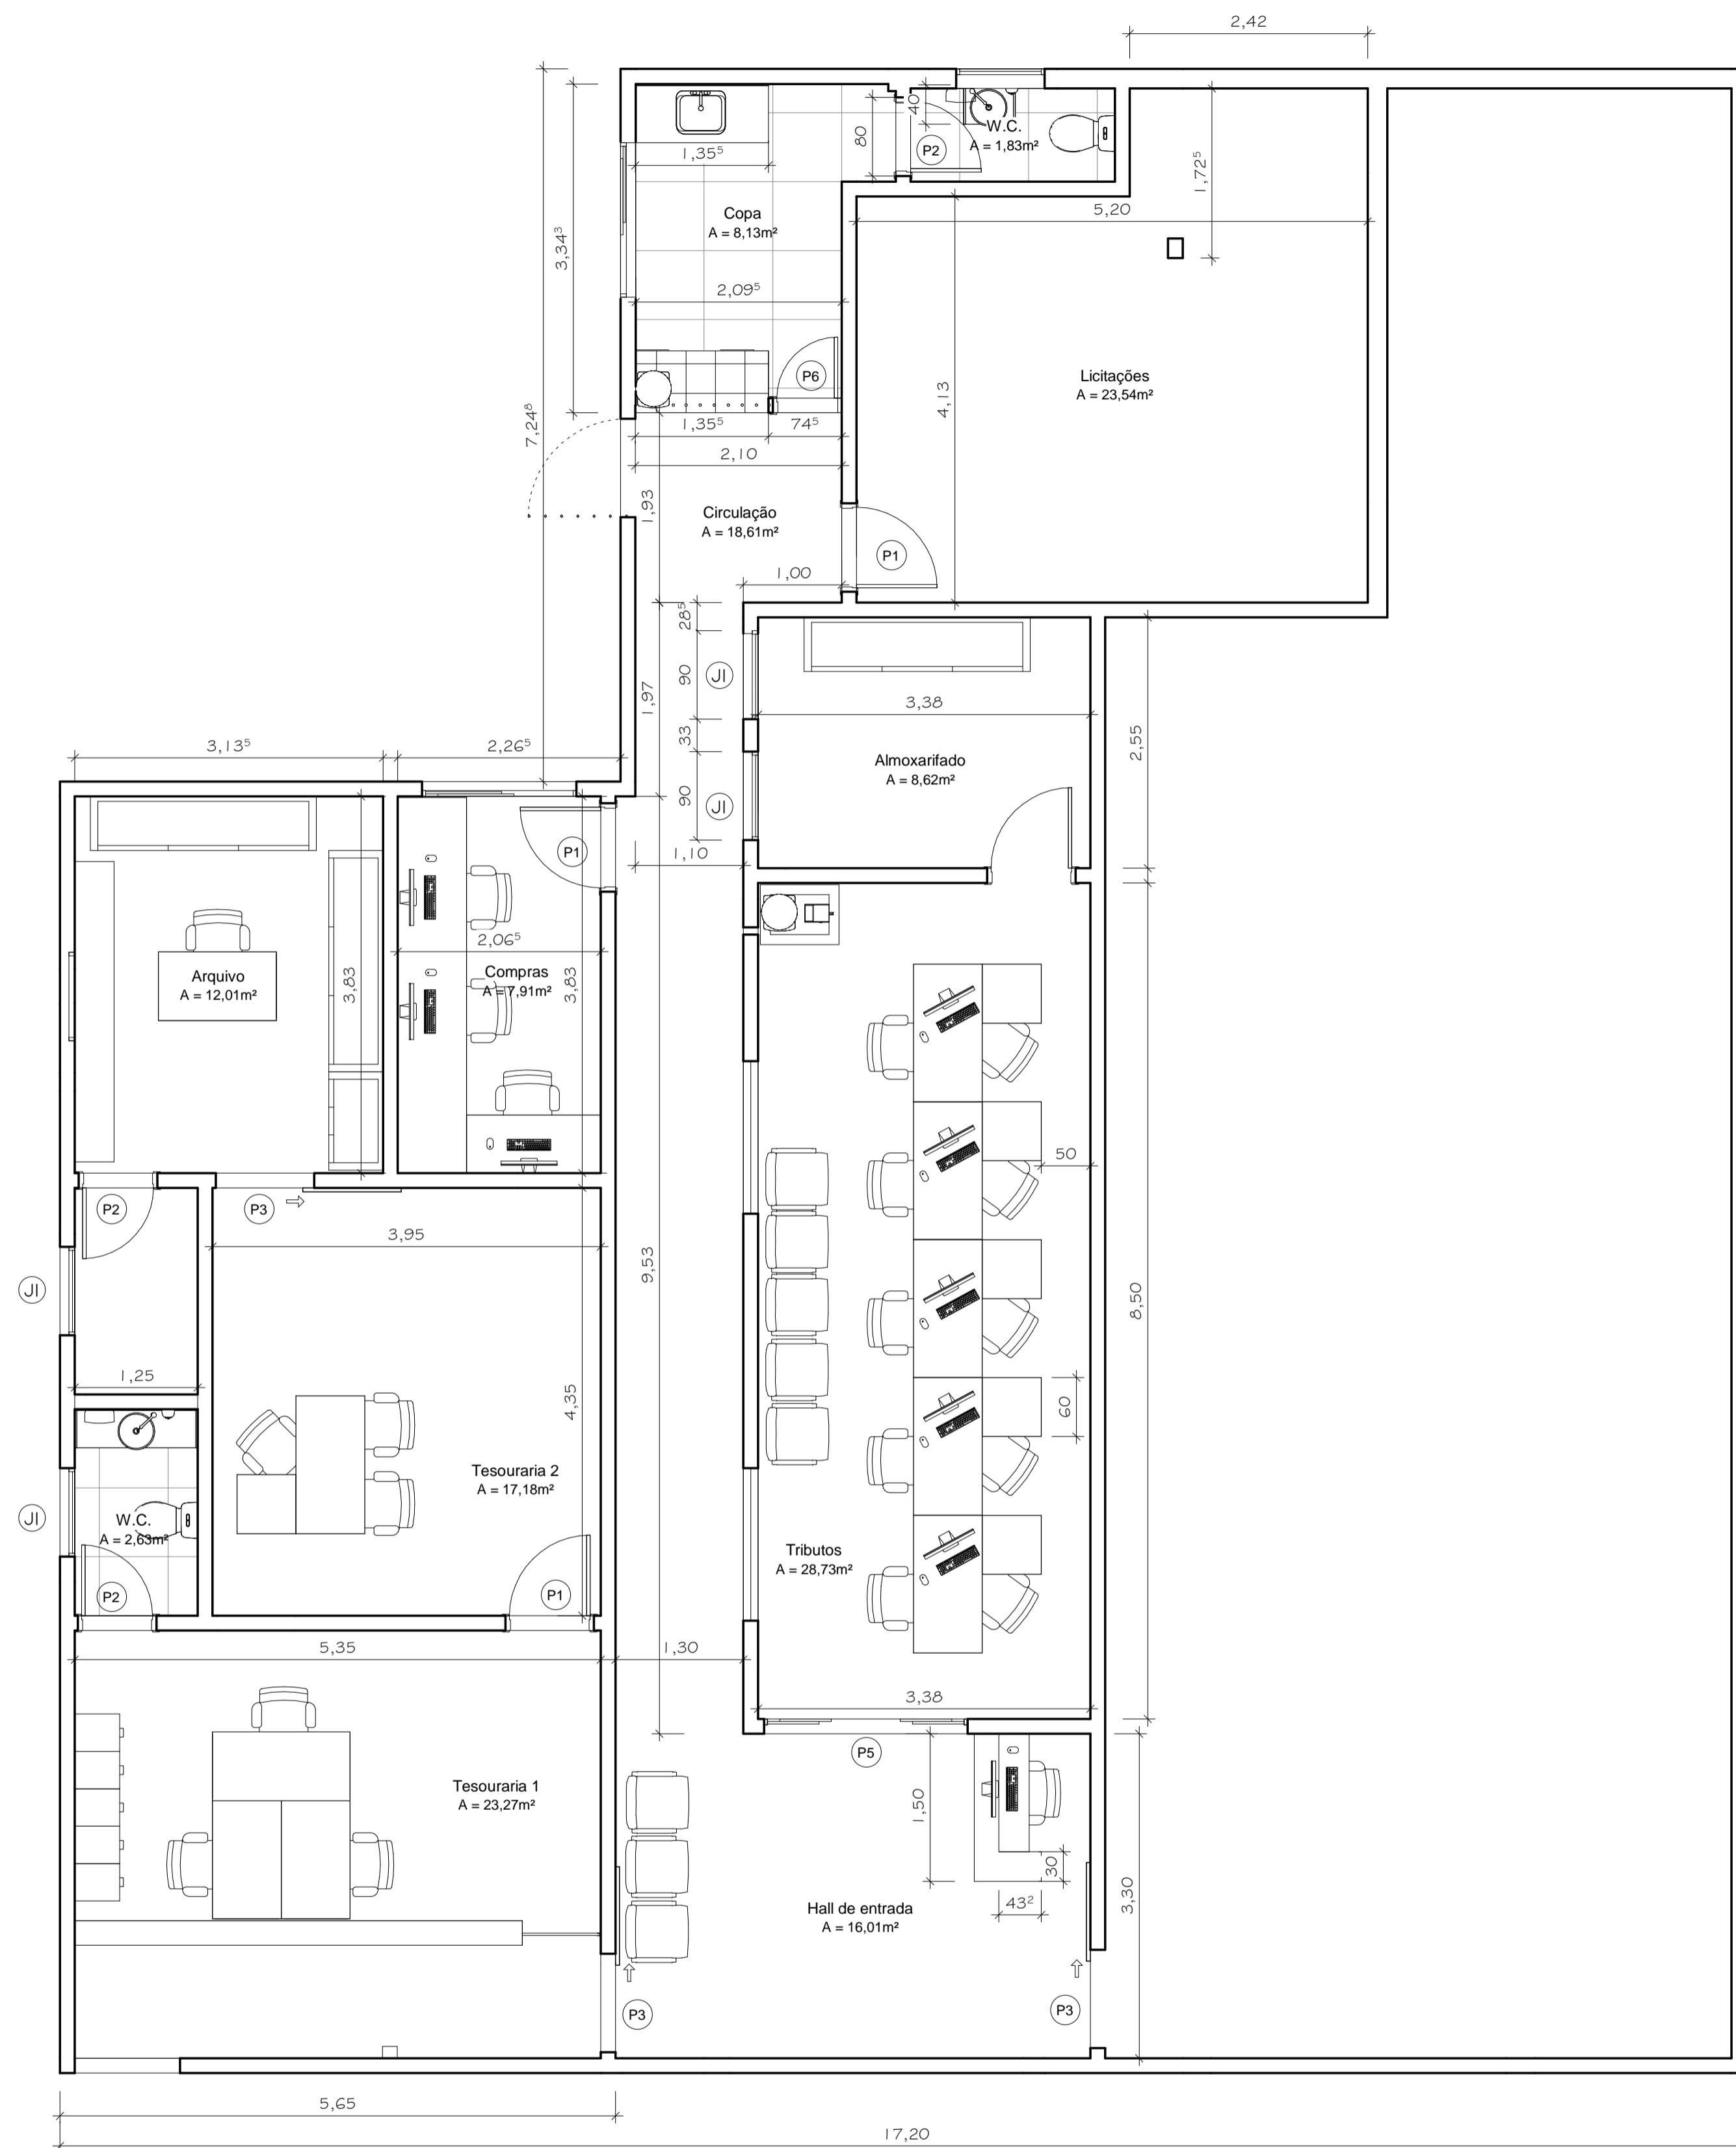 2,42
40
80
W.C.
A = 1,83m²
P2
1,35⁵
1,72⁵
5,20
Copa
A = 8,13m²
3,34³
2,09⁵
P6
Licitações
A = 23,54m²
4,13
7,24⁸
1,35⁵
74⁵
2,10
1,93
Circulação
A = 18,61m²
P1
1,00
28⁵
90
J1
1,97
3,38
33
2,55
3,13⁵
2,26⁵
Almoxarifado
A = 8,62m²
90
J1
P1
1,10
2,06⁵
Arquivo
A = 12,01m²
3,83
Compras
A = 7,91m²
3,83
50
P2
P3
3,95
9,53
J1
8,50
1,25
4,35
60
Tesouraria 2
A = 17,18m²
J1
W.C.
A = 2,63m²
Tributos
A = 28,73m²
P2
P1
5,35
1,30
3,38
P5
Tesouraria 1
A = 23,27m²
1,50
30
43²
3,30
Hall de entrada
A = 16,01m²
P3
P3
5,65
17,20